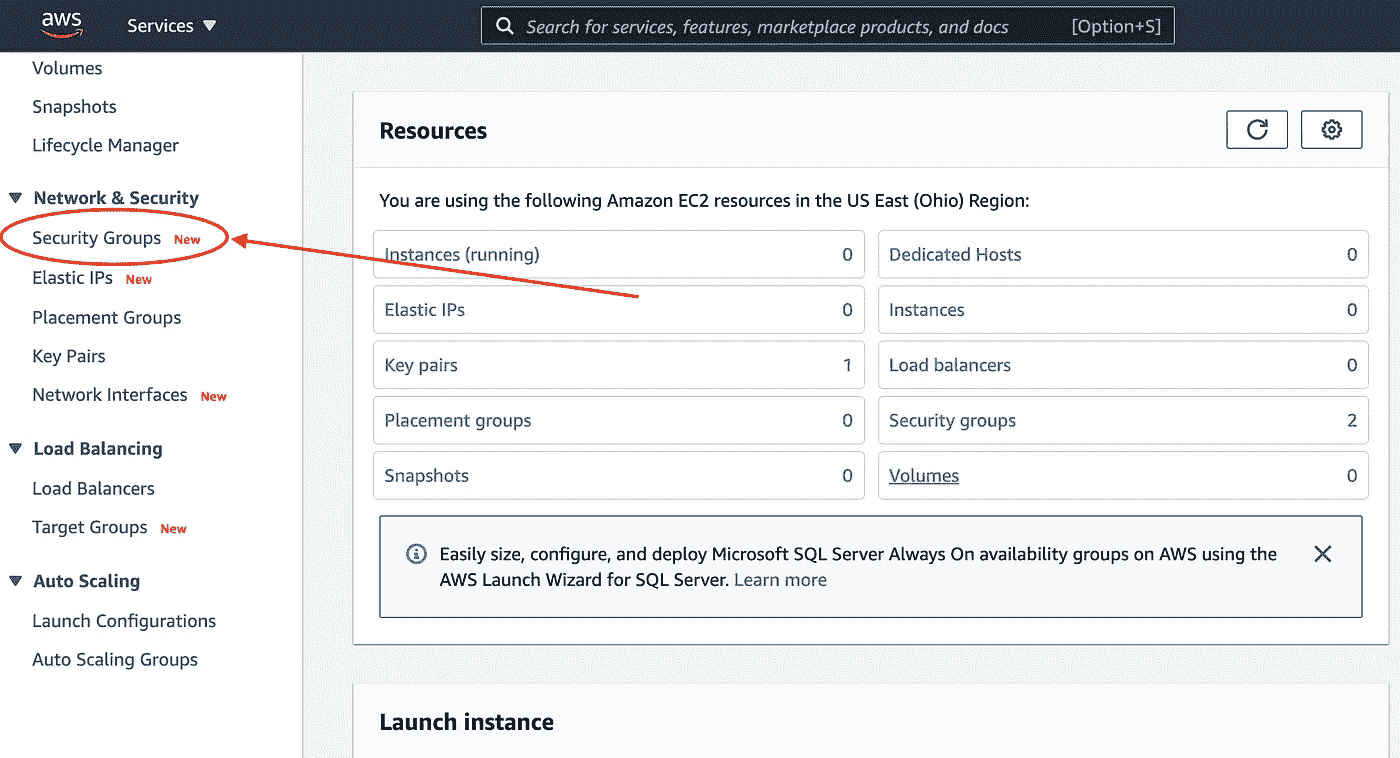 aws Services Search for services, features, marketplace products, and docs [Option+S]
Volumes
Snapshots
Lifecycle Manager
Network & Security
Security Groups New
Elastic IPs New
Placement Groups
Key Pairs
Network Interfaces New
Load Balancing
Load Balancers
Target Groups New
Auto Scaling
Launch Configurations
Auto Scaling Groups
Resources
You are using the following Amazon EC2 resources in the US East (Ohio) Region:
Instances (running) 0
Dedicated Hosts 0
Elastic IPs 0
Instances 0
Key pairs 1
Load balancers 0
Placement groups 0
Security groups 2
Snapshots 0
Volumes 0
Easily size, configure, and deploy Microsoft SQL Server Always On availability groups on AWS using the
AWS Launch Wizard for SQL Server. Learn more
Launch instance